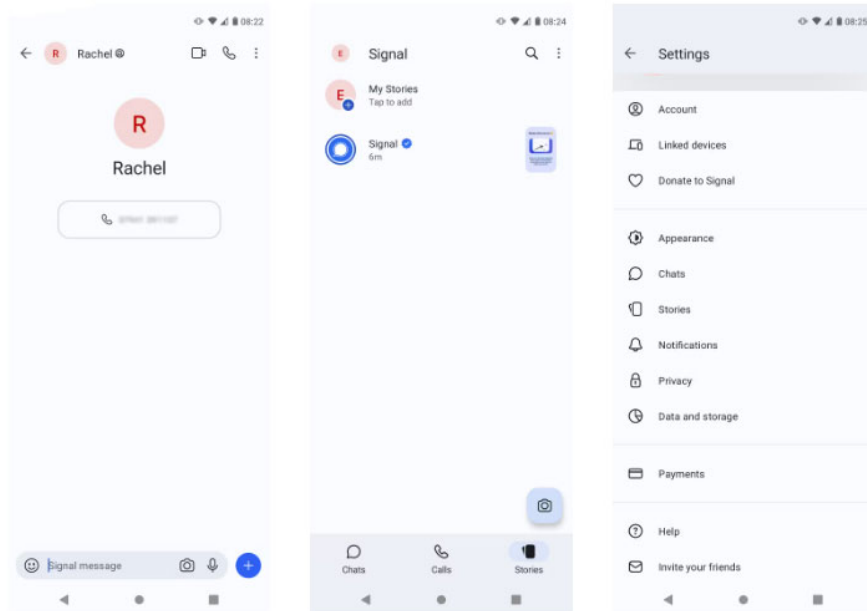 08:22
R Rachel
R
Rachel
Signal message
08:24
E Signal
E My Stories
Tap to add
Signal
6m
Chats Calls Stories
08:25
Settings
Account
Linked devices
Donate to Signal
Appearance
Chats
Stories
Notifications
Privacy
Data and storage
Payments
Help
Invite your friends